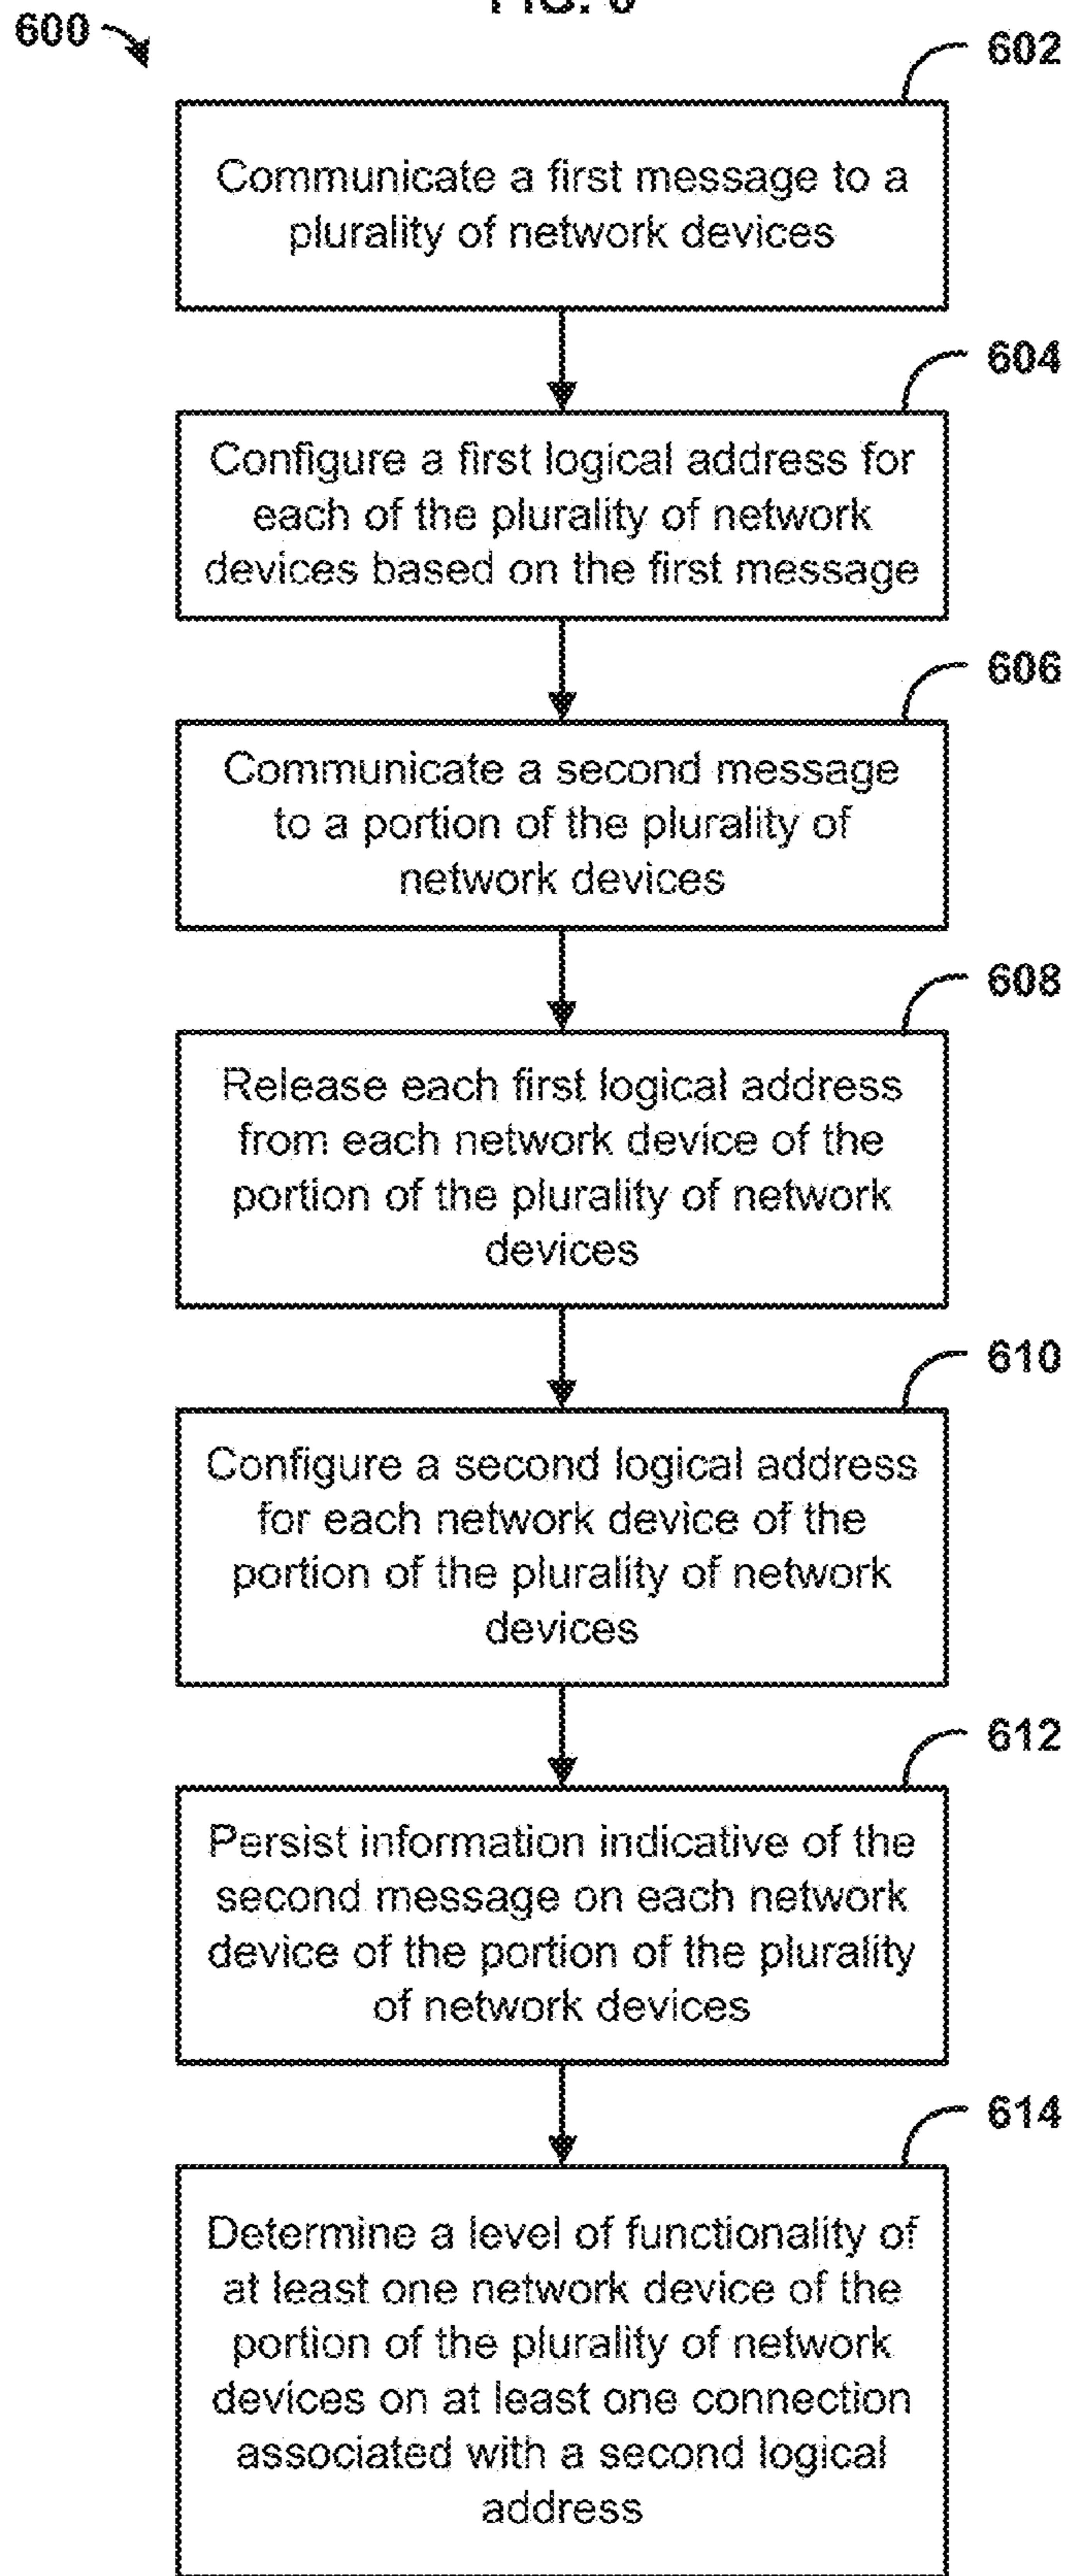 600
602
Communicate a first message to a
plurality of network devices
604
Configure a first logical address for
each of the plurality of network
devices based on the first message
606
Communicate a second message
to a portion of the plurality of
network devices
608
Release each first logical address
from each network device of the
portion of the plurality of network
devices
610
Configure a second logical address
for each network device of the
portion of the plurality of network
devices
612
Persist information indicative of the
second message on each network
device of the portion of the plurality
of network devices
614
Determine a level of functionality of
at least one network device of the
portion of the plurality of network
devices on at least one connection
associated with a second logical
address